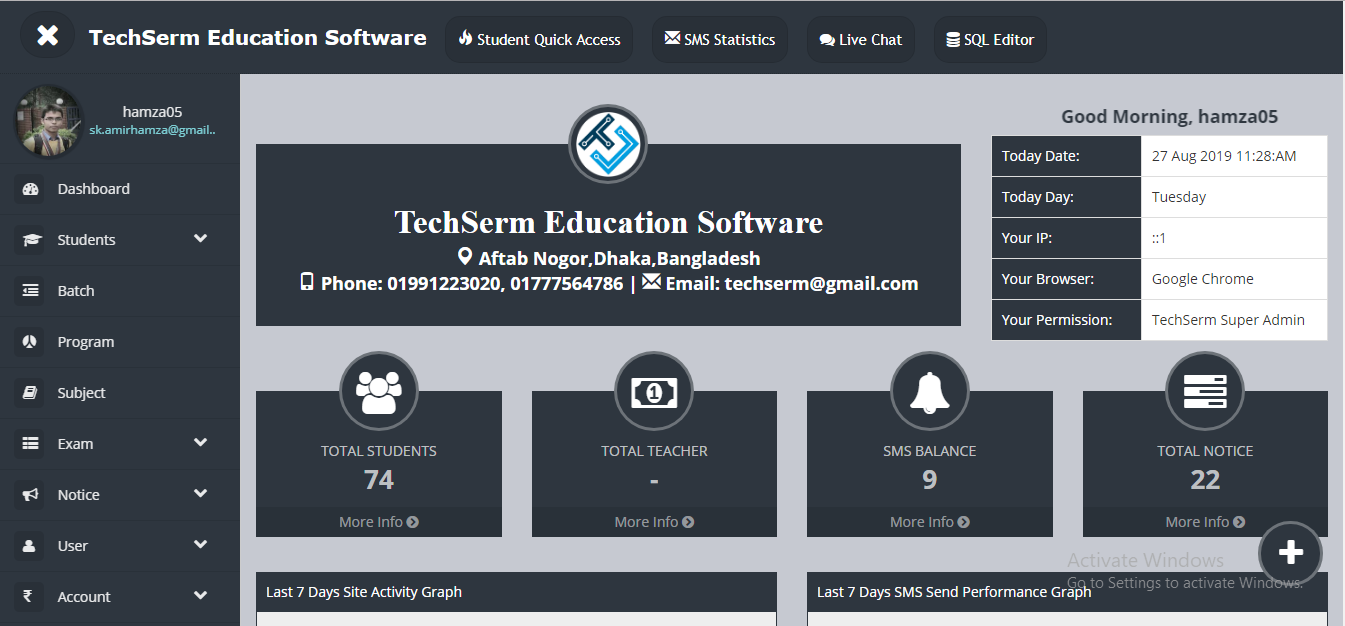 TechSerm Education Software
Student Quick Access
SMS Statistics
Live Chat
SQL Editor
hamza05
sk.amirhamza@gmail..
Dashboard
Students
Batch
Program
Subject
Exam
Notice
User
Account
TechSerm Education Software
Aftab Nogor,Dhaka,Bangladesh
Phone: 01991223020, 01777564786 | Email: techserm@gmail.com
Good Morning, hamza05
Today Date: 27 Aug 2019 11:28:AM
Today Day: Tuesday
Your IP: ::1
Your Browser: Google Chrome
Your Permission: TechSerm Super Admin
TOTAL STUDENTS
74
More Info
TOTAL TEACHER
-
More Info
SMS BALANCE
9
More Info
TOTAL NOTICE
22
More Info
Activate Windows
Go to Settings to activate Windows.
Last 7 Days Site Activity Graph
Last 7 Days SMS Send Performance Graph